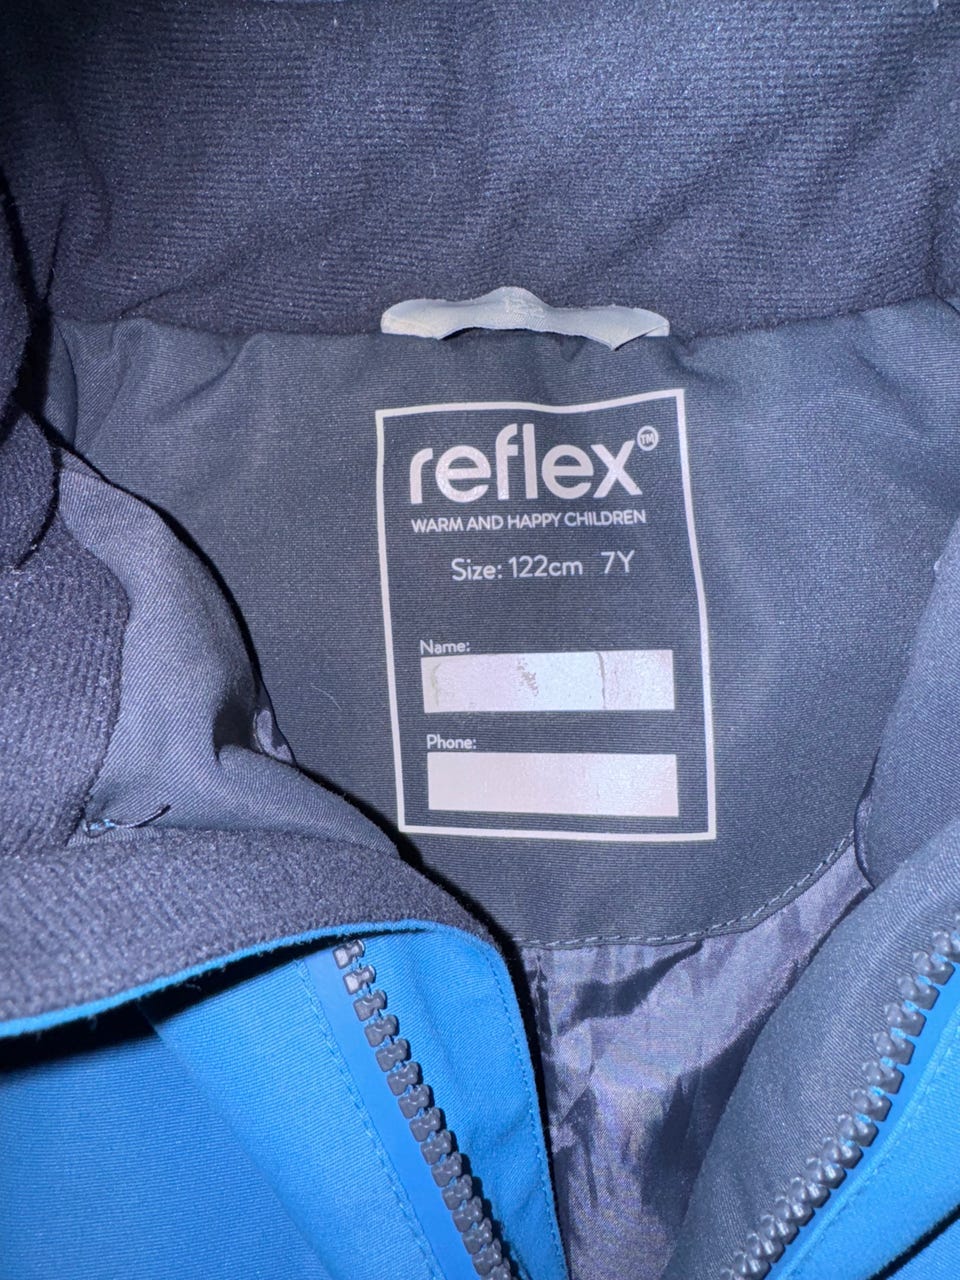 reflex™
WARM AND HAPPY CHILDREN
Size: 122cm 7Y
Name:
Phone: